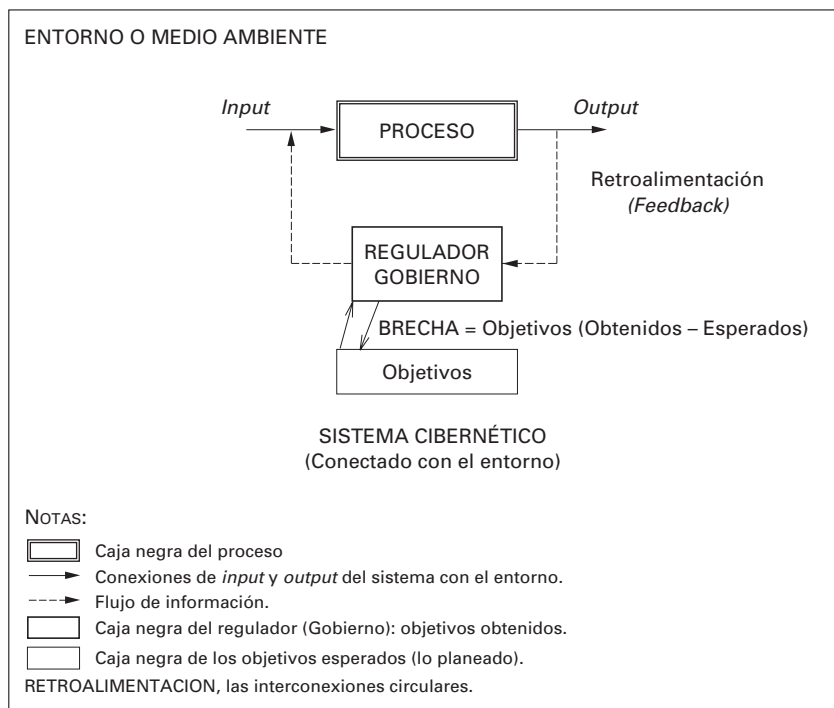 ENTORNO O MEDIO AMBIENTE
Input
Output
PROCESO
Retroalimentación
(Feedback)
REGULADOR
GOBIERNO
BRECHA = Objetivos (Obtenidos – Esperados)
Objetivos
SISTEMA CIBERNÉTICO
(Conectado con el entorno)
NOTAS:
Caja negra del proceso
Conexiones de input y output del sistema con el entorno.
Flujo de información.
Caja negra del regulador (Gobierno): objetivos obtenidos.
Caja negra de los objetivos esperados (lo planeado).
RETROALIMENTACION, las interconexiones circulares.